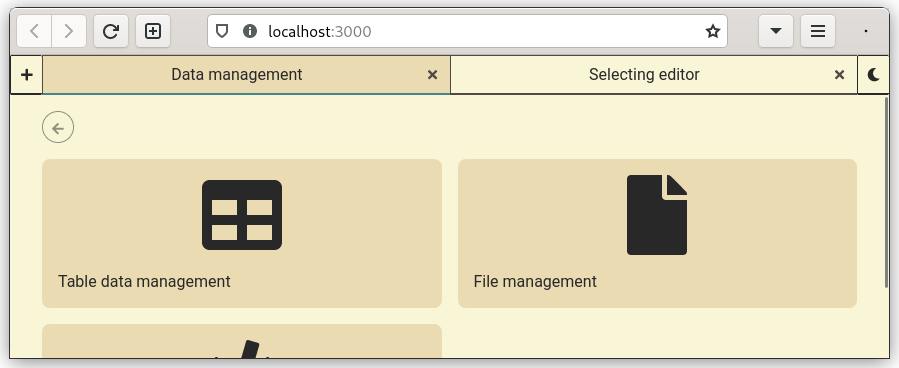 localhost:3000
Data management
Selecting editor
Table data management
File management